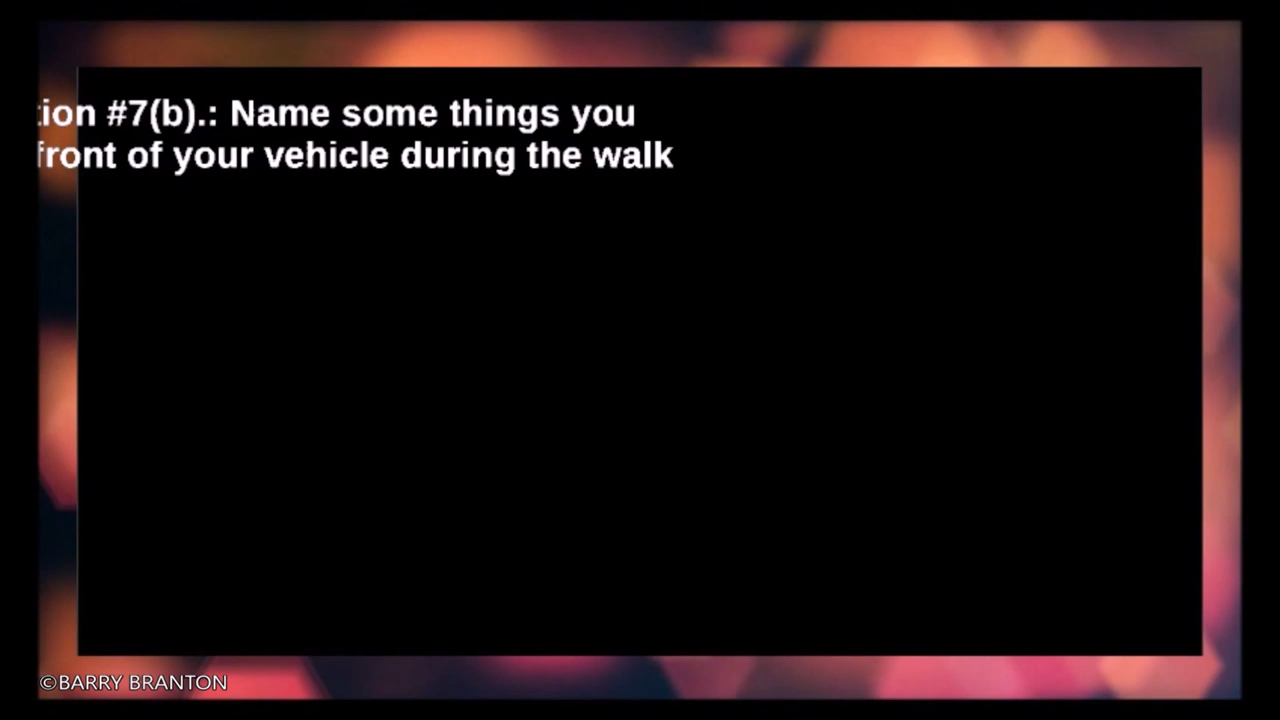 tion #7(b).: Name some things you
front of your vehicle during the walk
©BARRY BRANTON